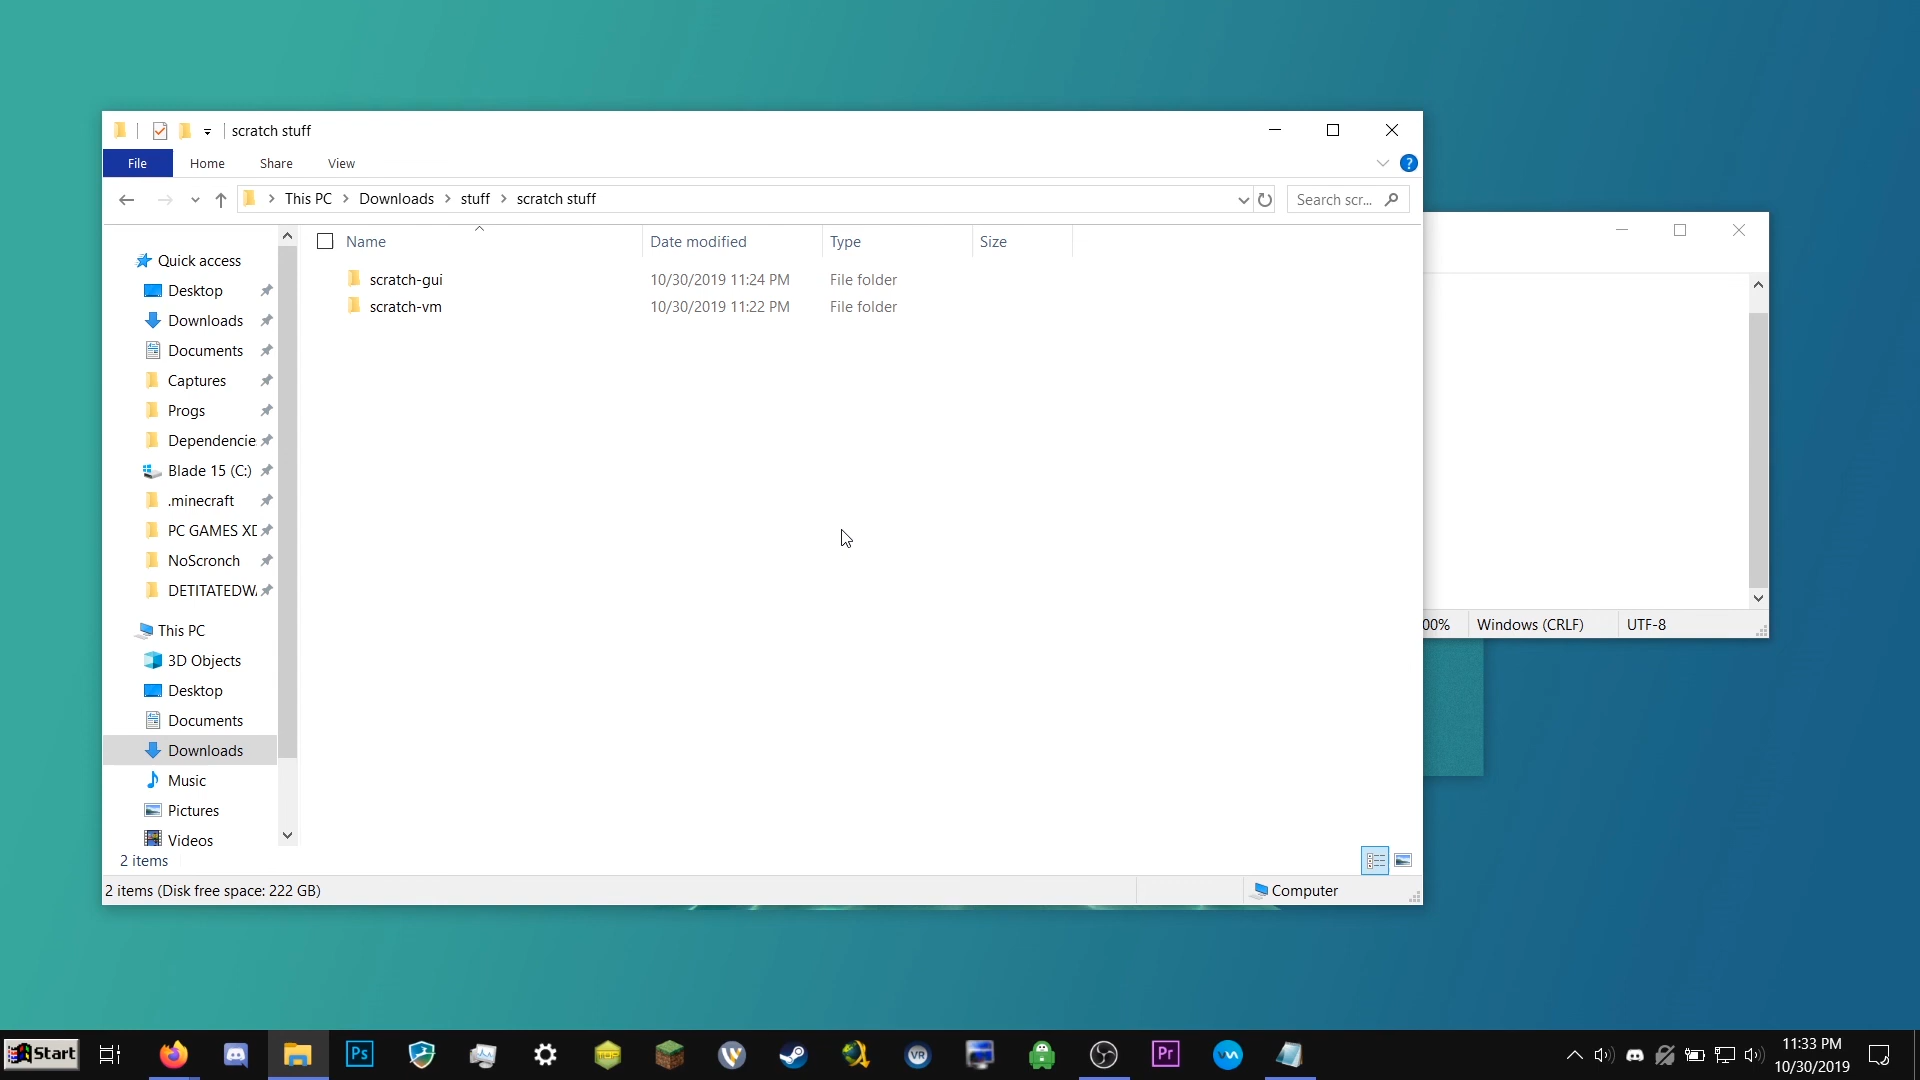 scratch stuff
File Home Share View
This PC Downloads stuff scratch stuff
Search scr...
Name Date modified Type Size
scratch-gui 10/30/2019 11:24 PM File folder
scratch-vm 10/30/2019 11:22 PM File folder
Quick access
Desktop
Downloads
Documents
Captures
Progs
Dependencie
Blade 15 (C:)
.minecraft
PC GAMES XD
NoScronch
DETITATEDW
This PC
3D Objects
Desktop
Documents
Downloads
Music
Pictures
Videos
2 items
2 items (Disk free space: 222 GB)
Computer
00% Windows (CRLF) UTF-8
Start
Ps
VR
Pr
11:33 PM
10/30/2019